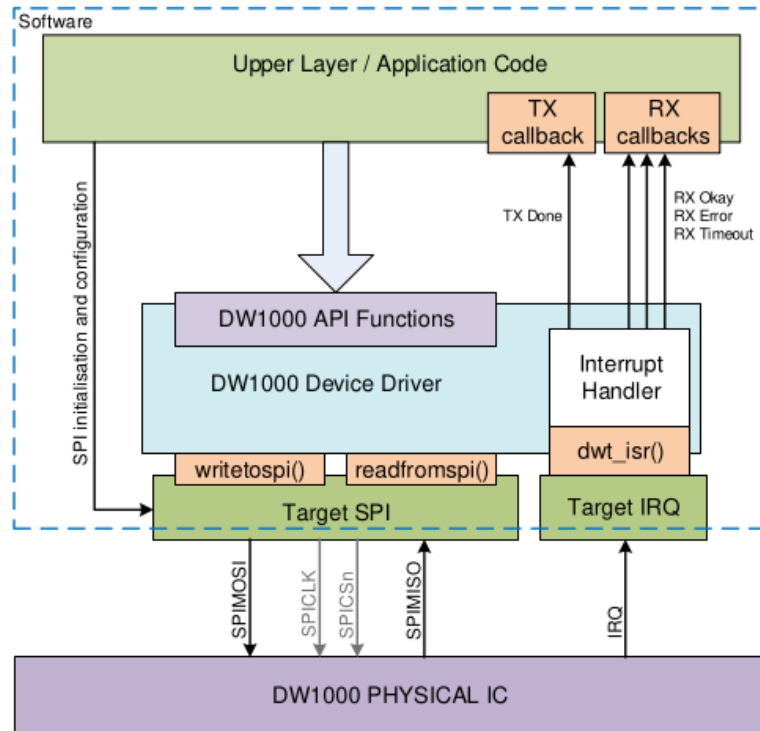 Software
Upper Layer / Application Code
TX
callback
RX
callbacks
SPI initialisation and configuration
TX Done
RX Okay
RX Error
RX Timeout
DW1000 API Functions
DW1000 Device Driver
Interrupt
Handler
writetospi()
readfromspi()
dwt_isr()
Target SPI
Target IRQ
SPIMOSI
SPICLK
SPICSn
SPIMISO
IRQ
DW1000 PHYSICAL IC